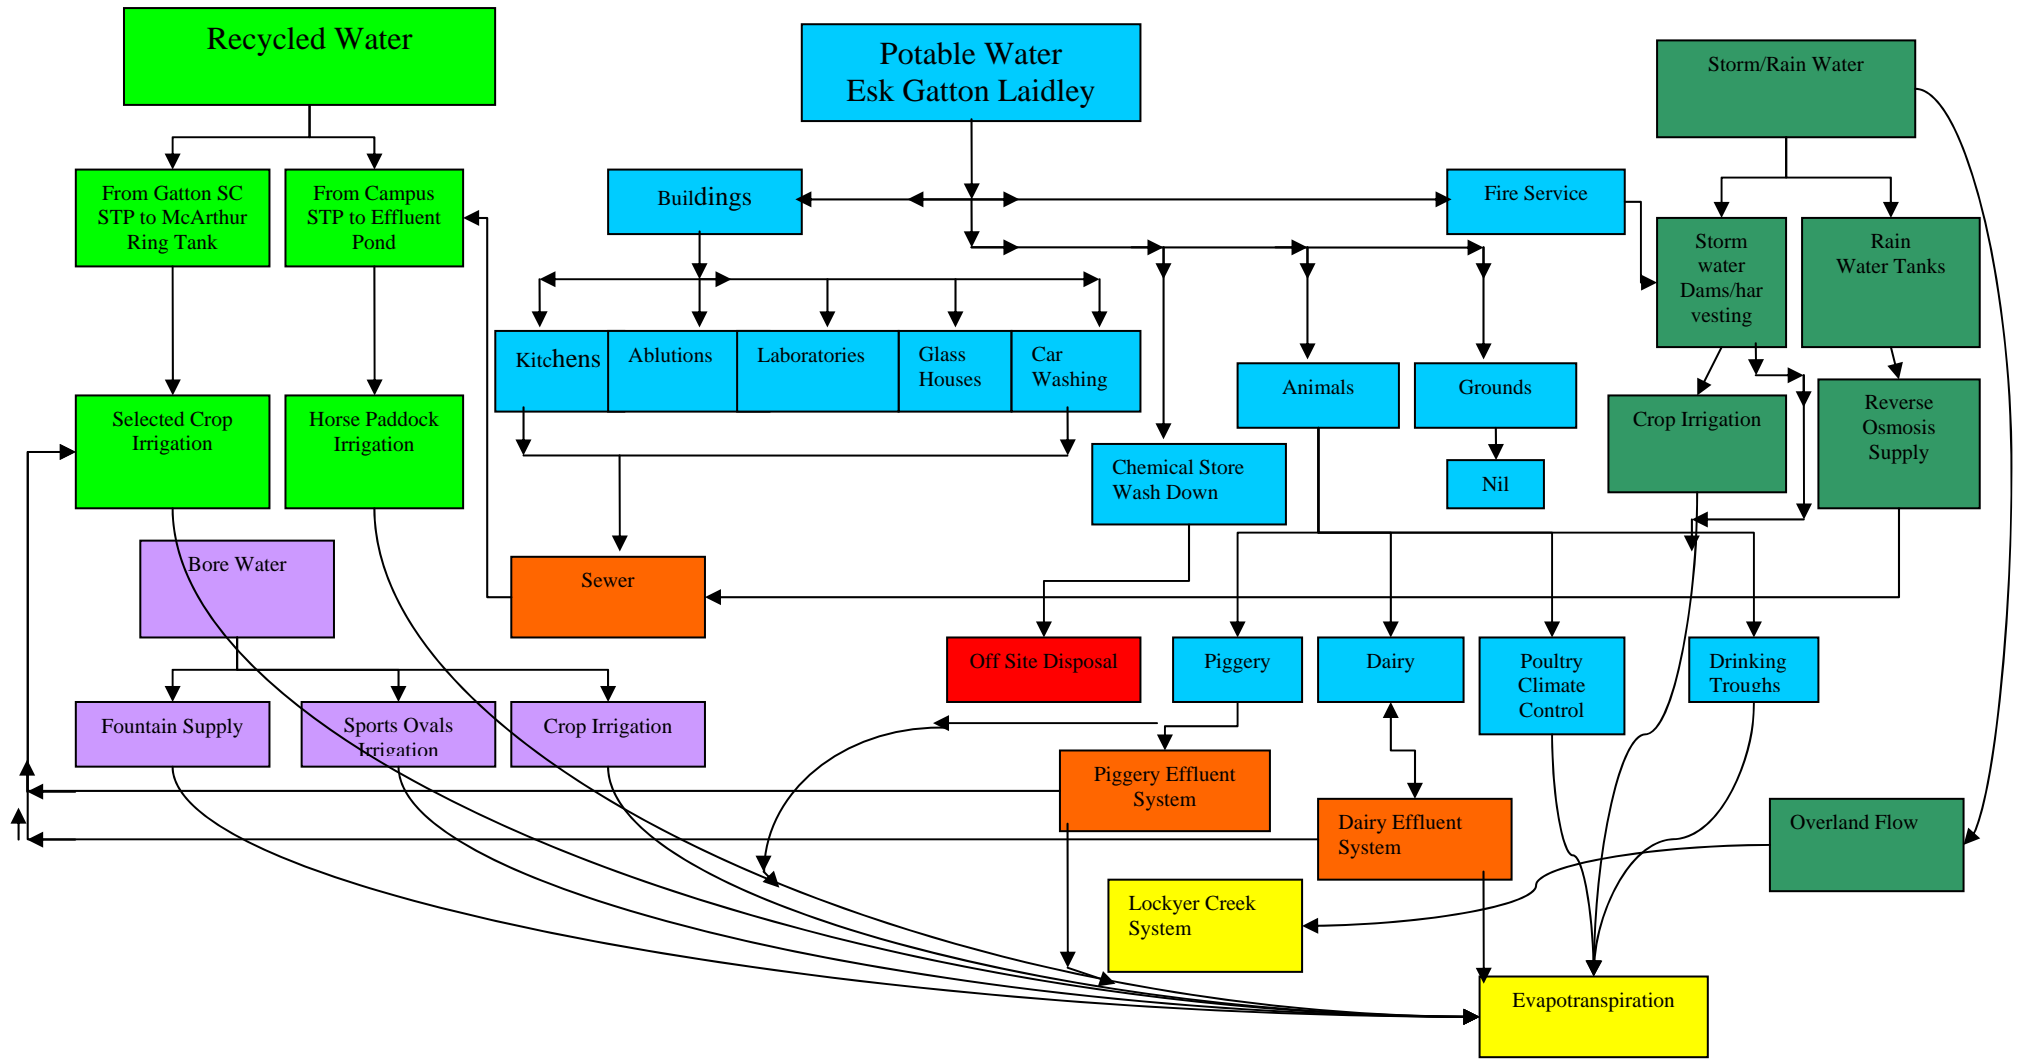 Recycled Water
Potable Water
Esk Gatton Laidley
Storm/Rain Water
From Gatton SC
STP to McArthur
Ring Tank
From Campus
STP to Effluent
Pond
Buildings
Fire Service
Storm
water
Dams/har
vesting
Rain
Water Tanks
Kitchens
Ablutions
Laboratories
Glass
Houses
Car
Washing
Animals
Grounds
Selected Crop
Irrigation
Horse Paddock
Irrigation
Crop Irrigation
Reverse
Osmosis
Supply
Chemical Store
Wash Down
Nil
Bore Water
Sewer
Off Site Disposal
Piggery
Dairy
Poultry
Climate
Control
Drinking
Troughs
Fountain Supply
Sports Ovals
Irrigation
Crop Irrigation
Piggery Effluent
System
Dairy Effluent
System
Overland Flow
Lockyer Creek
System
Evapotranspiration